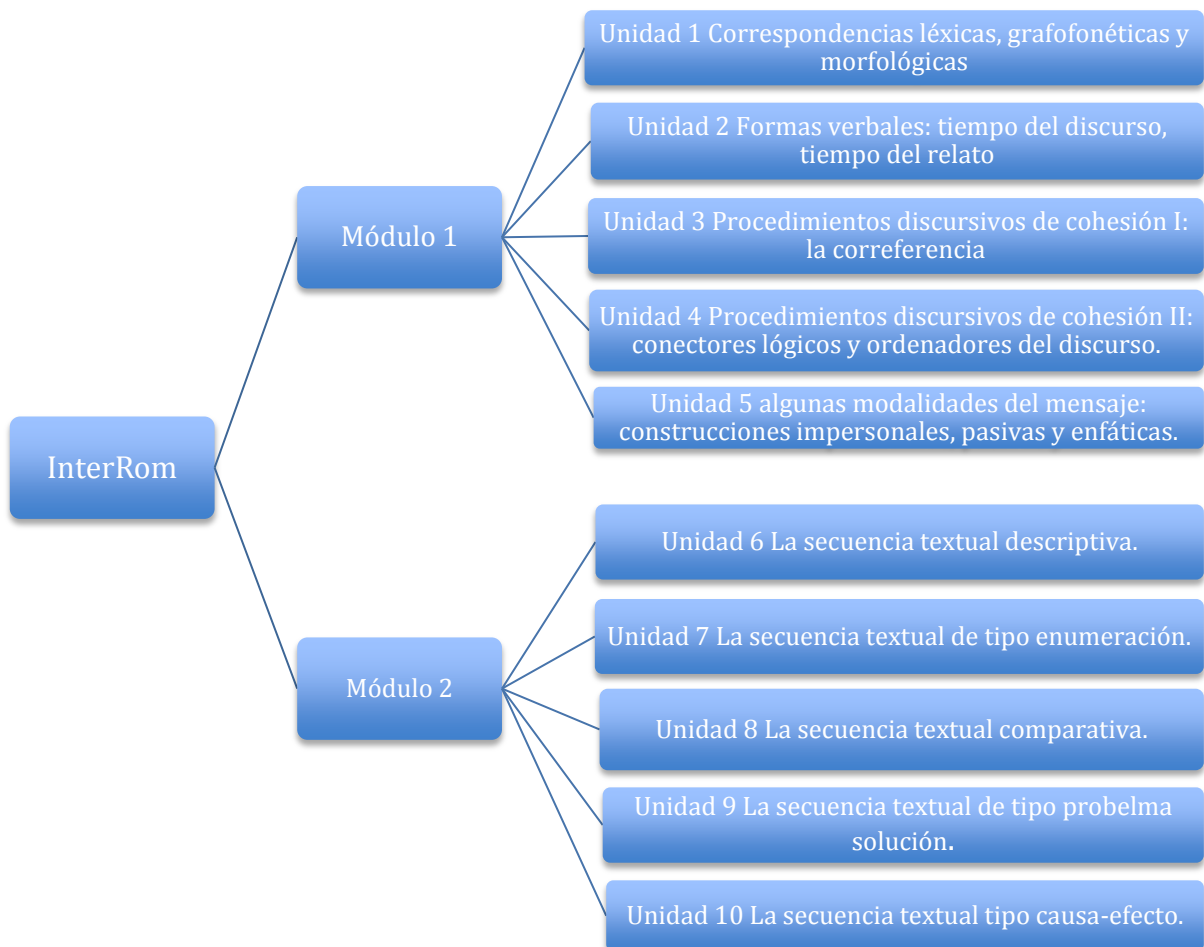 InterRom
Módulo 1
Unidad 1 Correspondencias léxicas, grafofonéticas y
morfológicas
Unidad 2 Formas verbales: tiempo del discurso,
tiempo del relato
Unidad 3 Procedimientos discursivos de cohesión I:
la correferencia
Unidad 4 Procedimientos discursivos de cohesión II:
conectores lógicos y ordenadores del discurso.
Unidad 5 algunas modalidades del mensaje:
construcciones impersonales, pasivas y enfáticas.
Módulo 2
Unidad 6 La secuencia textual descriptiva.
Unidad 7 La secuencia textual de tipo enumeración.
Unidad 8 La secuencia textual comparativa.
Unidad 9 La secuencia textual de tipo probelma
solución.
Unidad 10 La secuencia textual tipo causa-efecto.